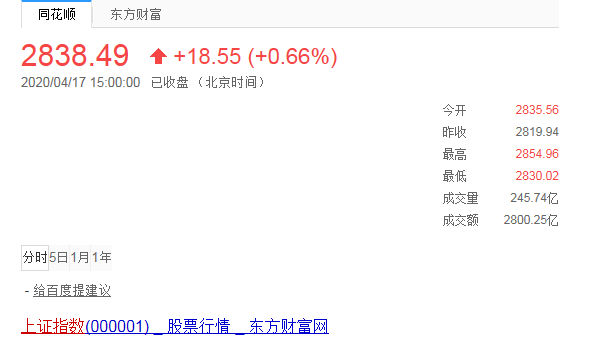 同花顺 东方财富
2838.49 +18.55 (+0.66%)
2020/04/17 15:00:00 已收盘 （北京时间）
今开 2835.56
昨收 2819.94
最高 2854.96
最低 2830.02
成交量 245.74亿
成交额 2800.25亿
分时 5日 1月 1年
- 给百度提建议
上证指数(000001) _ 股票行情 _ 东方财富网